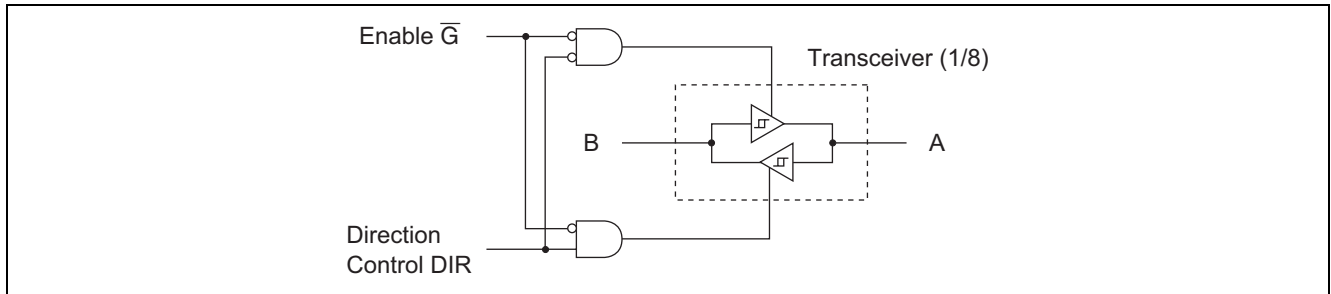 Enable G̅
Transceiver (1/8)
B
A
Direction
Control DIR